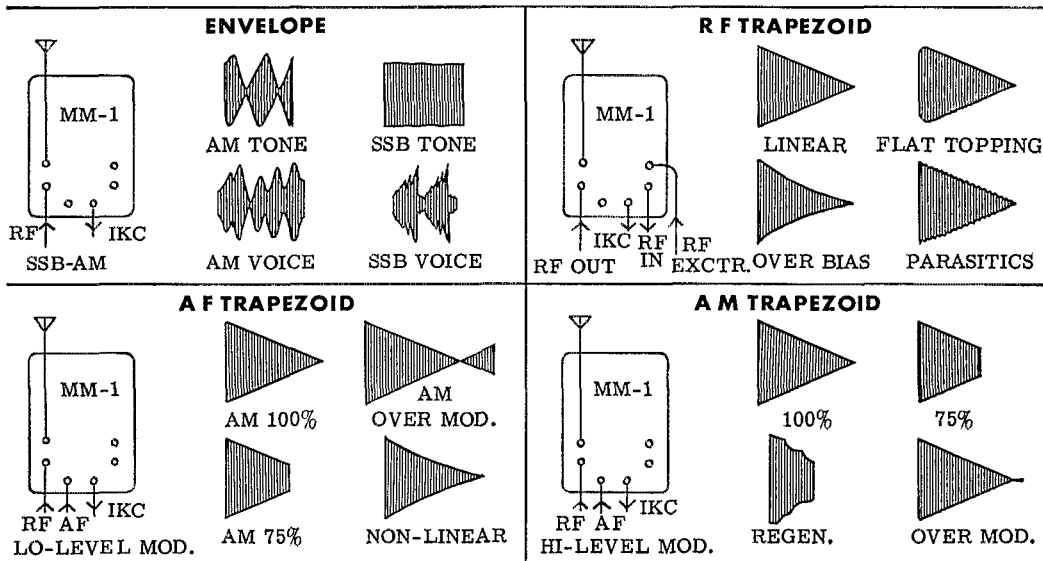 ENVELOPE
MM-1
AM TONE
SSB TONE
RF
IKC
SSB-AM
AM VOICE
SSB VOICE
RF TRAPEZOID
MM-1
LINEAR
FLAT TOPPING
IKC
RF
IN
RF
EXCTR.
RF OUT
OVER BIAS
PARASITICS
AF TRAPEZOID
MM-1
AM 100%
AM
OVER MOD.
RF AF
IKC
LO-LEVEL MOD.
AM 75%
NON-LINEAR
AM TRAPEZOID
MM-1
100%
75%
RF AF
IKC
HI-LEVEL MOD.
REGEN.
OVER MOD.